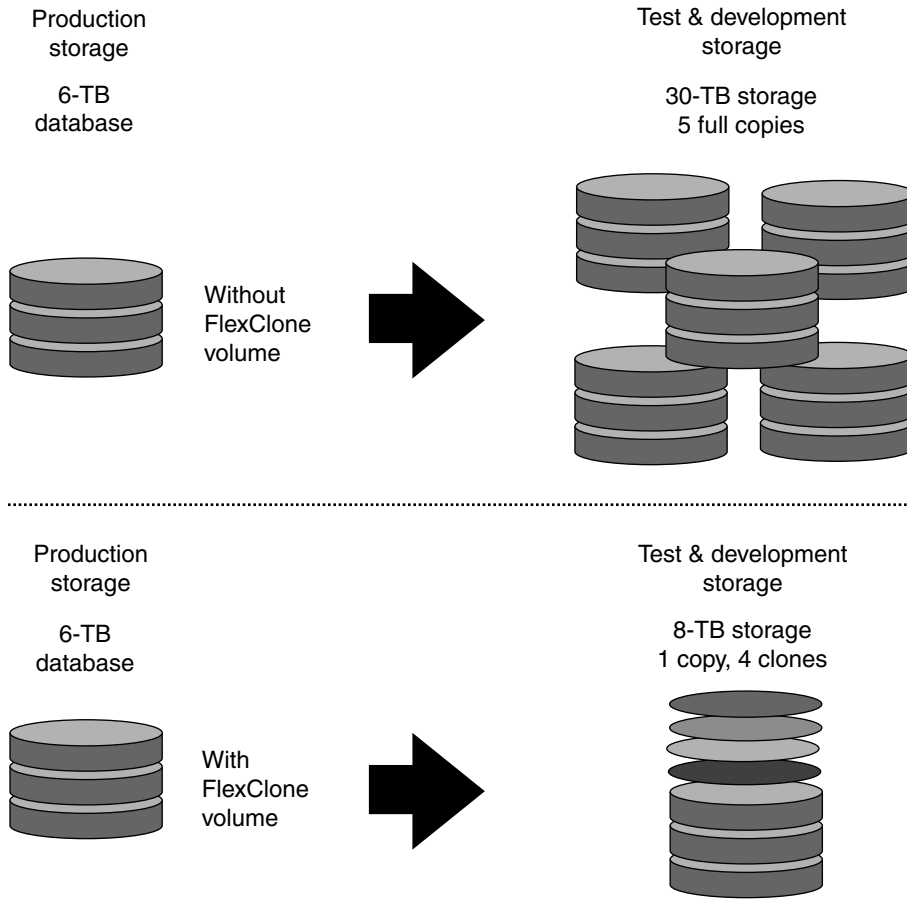 Production
storage
6-TB
database
Without
FlexClone
volume
Test & development
storage
30-TB storage
5 full copies
Production
storage
6-TB
database
With
FlexClone
volume
Test & development
storage
8-TB storage
1 copy, 4 clones